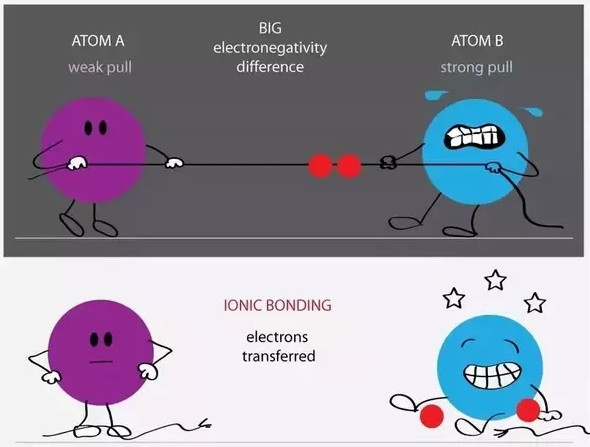 ATOM A
weak pull
BIG
electronegativity
difference
ATOM B
strong pull
IONIC BONDING
electrons
transferred